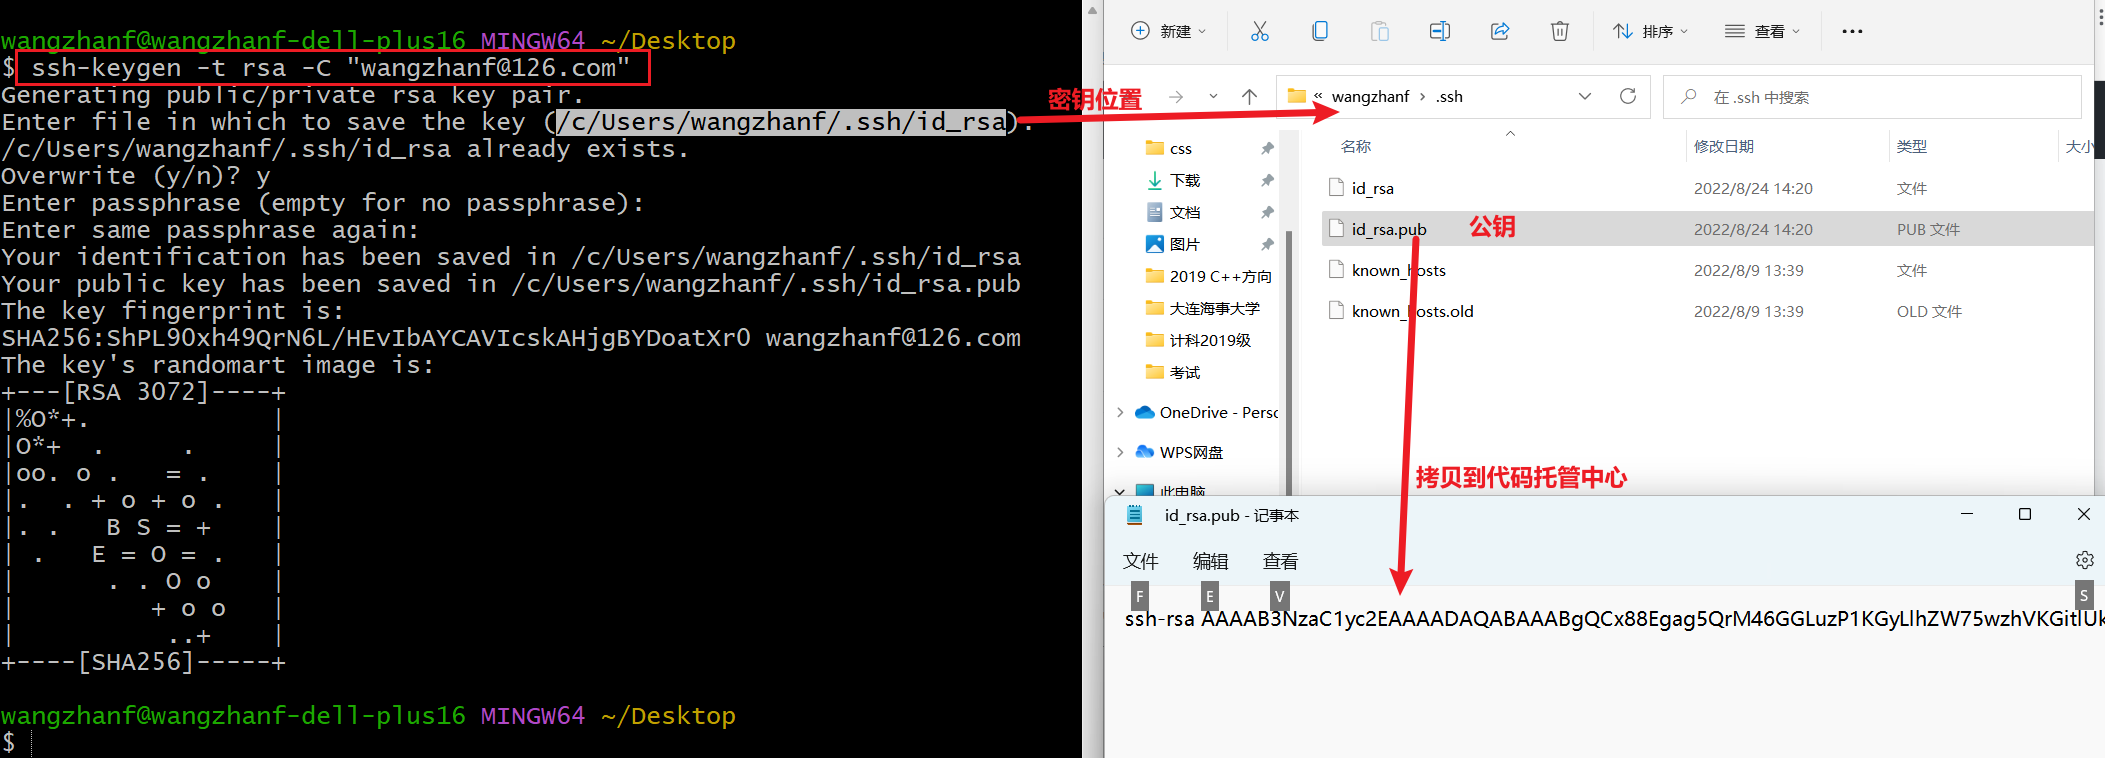 wangzhanf@wangzhanf-dell-plus16 MINGW64 ~/Desktop
$ ssh-keygen -t rsa -C "wangzhanf@126.com"
Generating public/private rsa key pair.
Enter file in which to save the key (/c/Users/wangzhanf/.ssh/id_rsa):
/c/Users/wangzhanf/.ssh/id_rsa already exists.
Overwrite (y/n)? y
Enter passphrase (empty for no passphrase):
Enter same passphrase again:
Your identification has been saved in /c/Users/wangzhanf/.ssh/id_rsa
Your public key has been saved in /c/Users/wangzhanf/.ssh/id_rsa.pub
The key fingerprint is:
SHA256:ShPL9Oxh49QrN6L/HEvIbAYCAVIcskAHjgBYDoatXrO wangzhanf@126.com
The key's randomart image is:
+---[RSA 3072]----+
|%O*+.            |
|O*+  .     .     |
|oo. o .   = .    |
|.  . + o + o .   |
|. .   B S = +    |
| .   E = O = .   |
|      . . O o    |
|         + o o   |
|          ..+    |
+----[SHA256]-----+
wangzhanf@wangzhanf-dell-plus16 MINGW64 ~/Desktop
$
密钥位置
新建
排序
查看
« wangzhanf › .ssh
在 .ssh 中搜索
css
下载
文档
图片
2019 C++方向
大连海事大学
计科2019级
考试
OneDrive - Perso
WPS网盘
此电脑
名称 修改日期 类型 大小
id_rsa 2022/8/24 14:20 文件
id_rsa.pub 公钥 2022/8/24 14:20 PUB 文件
known_hosts 2022/8/9 13:39 文件
known_hosts.old 2022/8/9 13:39 OLD 文件
拷贝到代码托管中心
id_rsa.pub - 记事本
文件 编辑 查看
F E V S
ssh-rsa AAAAB3NzaC1yc2EAAAADAQABAAABgQCx88Egag5QrM46GGLuzP1KGyLlhZW75wzhVKGitlUk